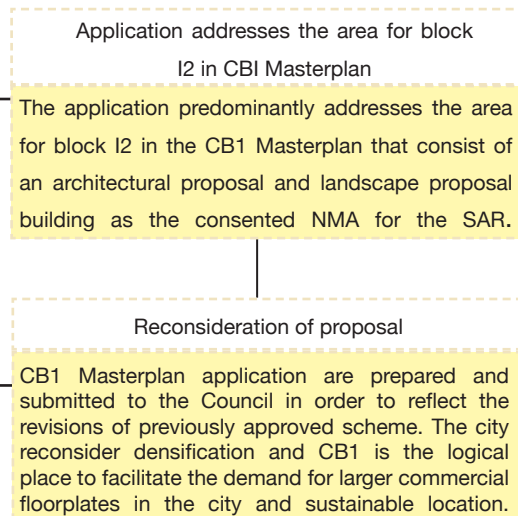 Application addresses the area for block
I2 in CBI Masterplan
The application predominantly addresses the area
for block I2 in the CB1 Masterplan that consist of
an architectural proposal and landscape proposal
building as the consented NMA for the SAR.
Reconsideration of proposal
CB1 Masterplan application are prepared and
submitted to the Council in order to reflect the
revisions of previously approved scheme. The city
reconsider densification and CB1 is the logical
place to facilitate the demand for larger commercial
floorplates in the city and sustainable location.